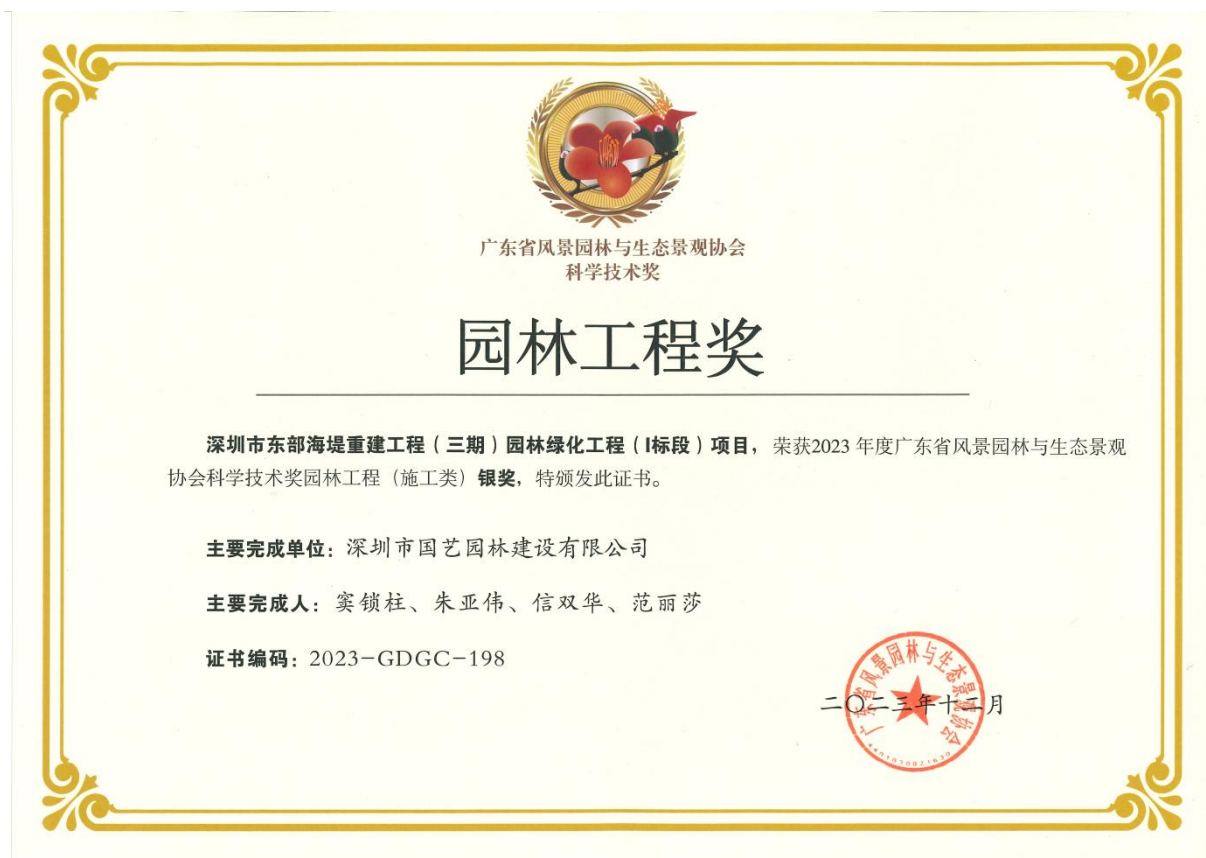 广东省风景园林与生态景观协会
科学技术奖
园林工程奖
深圳市东部海堤重建工程（三期）园林绿化工程（I标段）项目，荣获2023 年度广东省风景园林与生态景观
协会科学技术奖园林工程（施工类）银奖，特颁发此证书。
主要完成单位：深圳市国艺园林建设有限公司
主要完成人：窦锁柱、朱亚伟、信双华、范丽莎
证书编码：2023-GDGC-198
广东省风景园林与生态景观协会
二〇二三年十二月